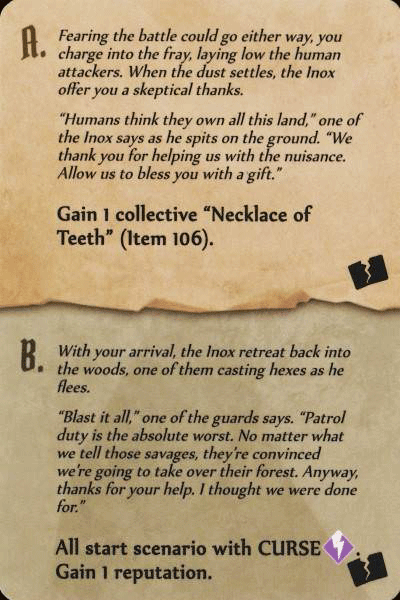 A. Fearing the battle could go either way, you
charge into the fray, laying low the human
attackers. When the dust settles, the Inox
offer you a skeptical thanks.
“Humans think they own all this land,” one of
the Inox says as he spits on the ground. “We
thank you for helping us with the nuisance.
Allow us to bless you with a gift.”
Gain 1 collective “Necklace of
Teeth” (Item 106).
B. With your arrival, the Inox retreat back into
the woods, one of them casting hexes as he
flees.
“Blast it all,” one of the guards says. “Patrol
duty is the absolute worst. No matter what
we tell those savages, they’re convinced
we’re going to take over their forest. Anyway,
thanks for your help. I thought we were done
for.”
All start scenario with CURSE .
Gain 1 reputation.